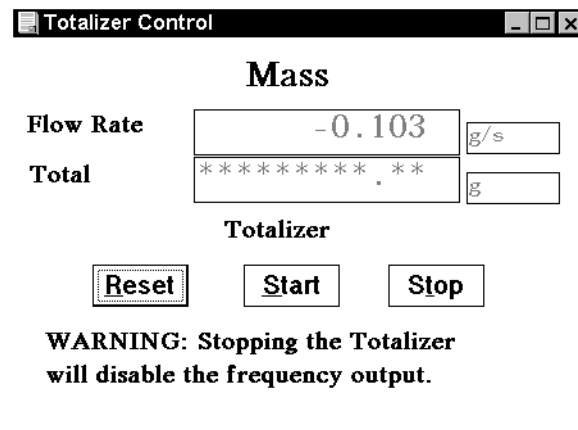 Totalizer Control
Mass
Flow Rate -0.103 g/s
Total *********.** g
Totalizer
Reset Start Stop
WARNING: Stopping the Totalizer
will disable the frequency output.